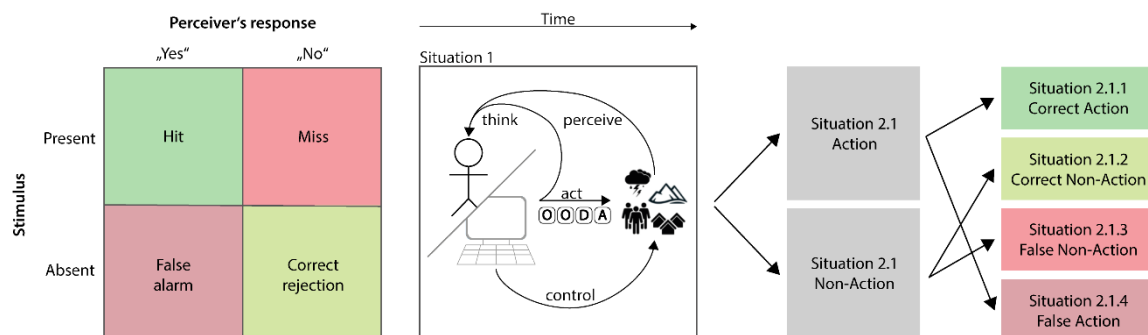 Perceiver's response
„Yes“
„No“
Stimulus
Present
Absent
Hit
Miss
False
alarm
Correct
rejection
Time
Situation 1
think
perceive
act
O O D A
control
Situation 2.1
Action
Situation 2.1
Non-Action
Situation 2.1.1
Correct Action
Situation 2.1.2
Correct Non-Action
Situation 2.1.3
False Non-Action
Situation 2.1.4
False Action